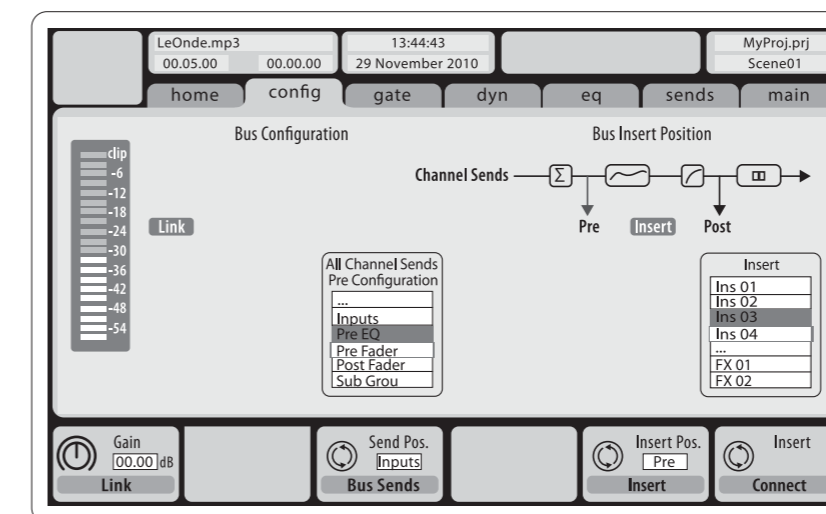 LeOnde.mp3
00.05.00 00.00.00
13:44:43
29 November 2010
MyProj.prj
Scene01
home config gate dyn eq sends main
Bus Configuration
Bus Insert Position
clip
-6
-12
-18
-24
-30
-36
-42
-48
-54
Link
Channel Sends
Σ
Pre Insert Post
All Channel Sends
Pre Configuration
...
Inputs
Pre EQ
Pre Fader
Post Fader
Sub Grou
Insert
Ins 01
Ins 02
Ins 03
Ins 04
...
FX 01
FX 02
Gain
00.00 dB
Link
Send Pos.
Inputs
Bus Sends
Insert Pos.
Pre
Insert
Insert
Connect